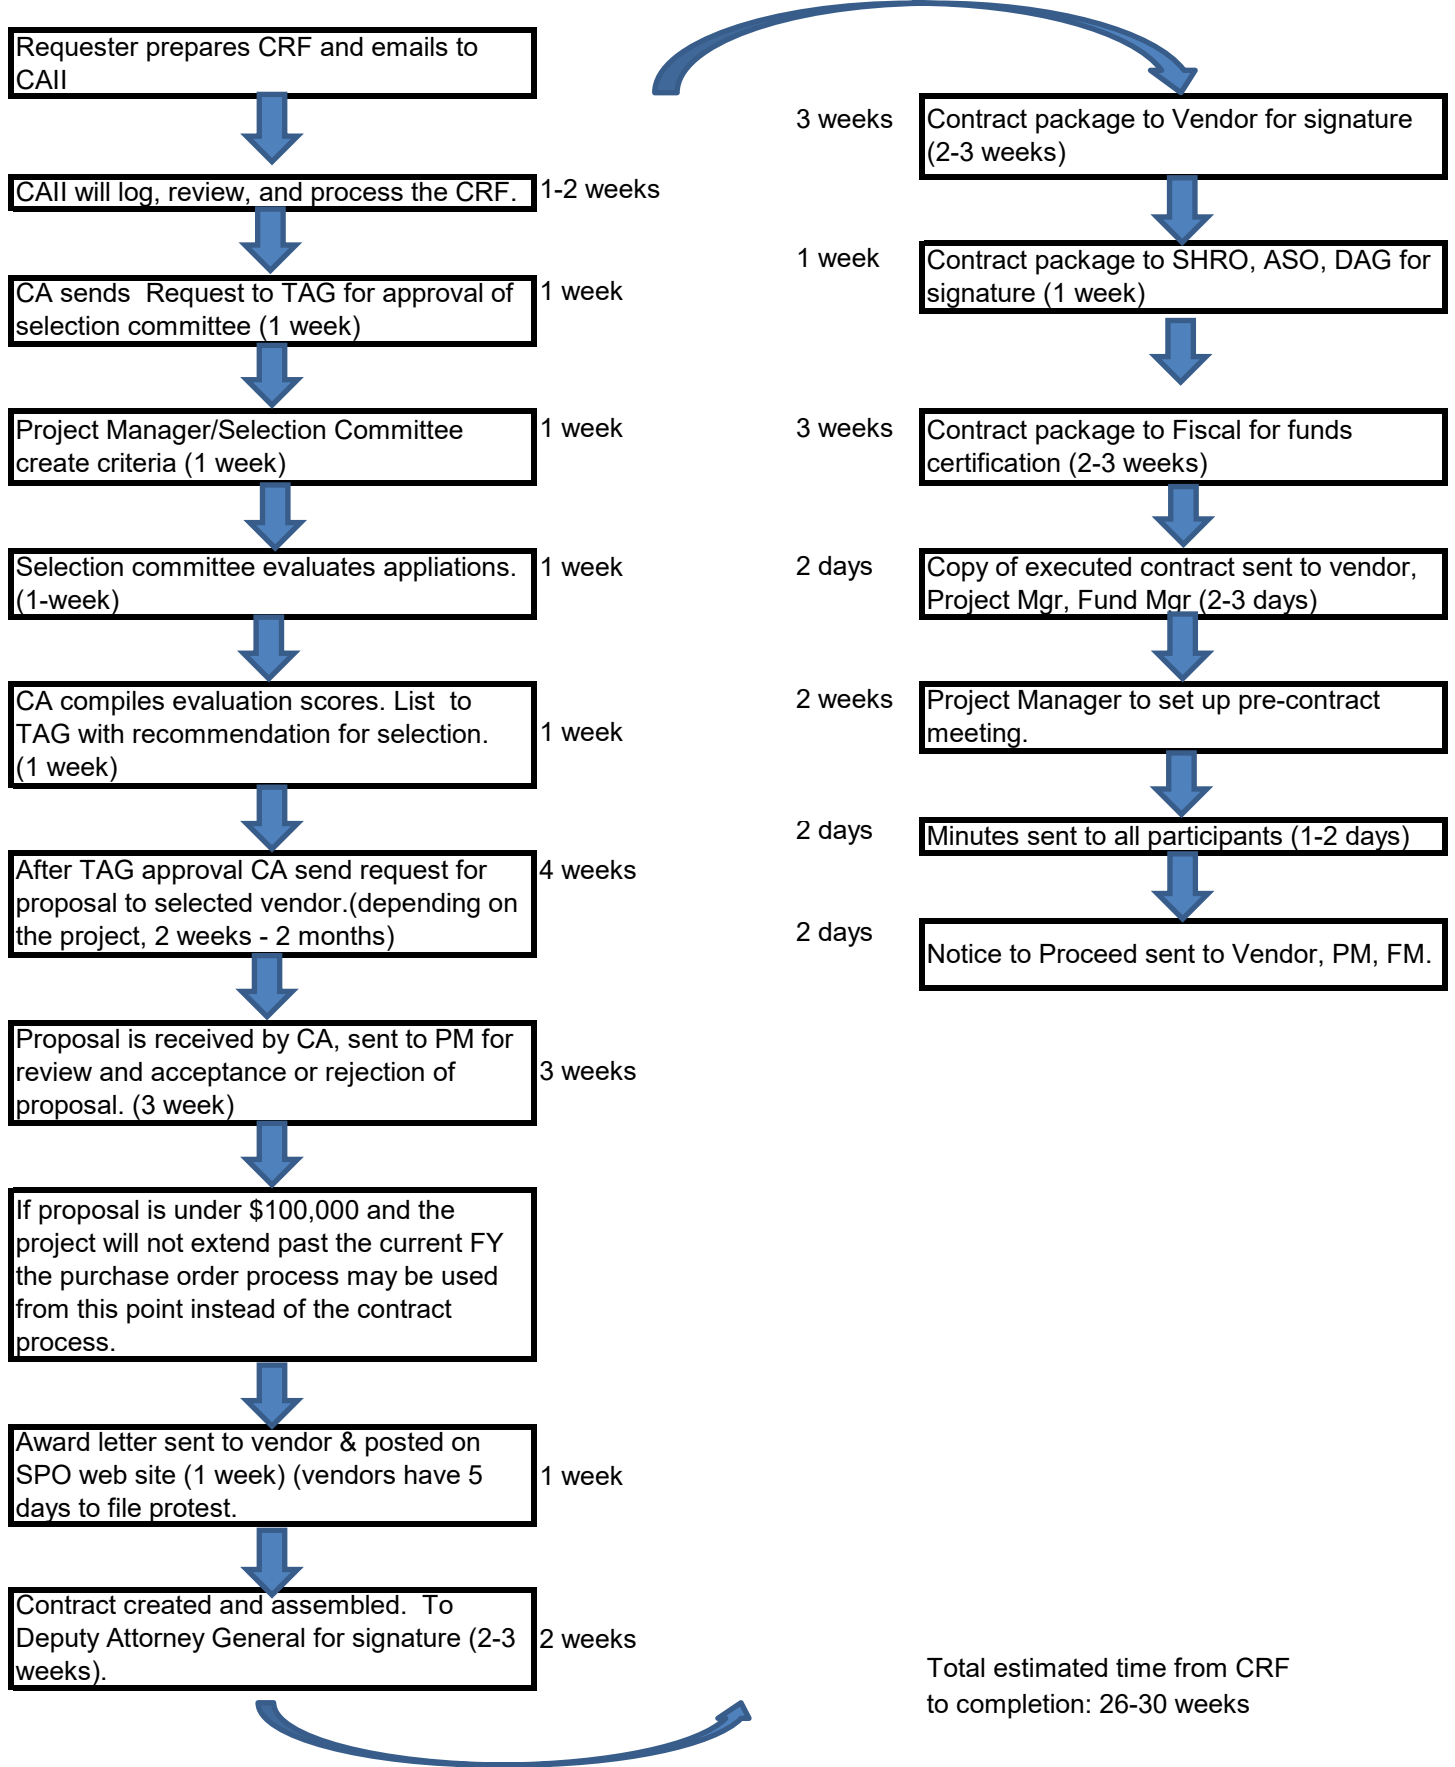 Requester prepares CRF and emails to
CAII
CAII will log, review, and process the CRF.
1-2 weeks
CA sends  Request to TAG for approval of
selection committee (1 week)
1 week
Project Manager/Selection Committee
create criteria (1 week)
1 week
Selection committee evaluates appliations.
(1-week)
1 week
CA compiles evaluation scores. List  to
TAG with recommendation for selection.
(1 week)
1 week
After TAG approval CA send request for
proposal to selected vendor.(depending on
the project, 2 weeks - 2 months)
4 weeks
Proposal is received by CA, sent to PM for
review and acceptance or rejection of
proposal. (3 week)
3 weeks
If proposal is under $100,000 and the
project will not extend past the current FY
the purchase order process may be used
from this point instead of the contract
process.
Award letter sent to vendor & posted on
SPO web site (1 week) (vendors have 5
days to file protest.
1 week
Contract created and assembled.  To
Deputy Attorney General for signature (2-3
weeks).
2 weeks
3 weeks
Contract package to Vendor for signature
(2-3 weeks)
1 week
Contract package to SHRO, ASO, DAG for
signature (1 week)
3 weeks
Contract package to Fiscal for funds
certification (2-3 weeks)
2 days
Copy of executed contract sent to vendor,
Project Mgr, Fund Mgr (2-3 days)
2 weeks
Project Manager to set up pre-contract
meeting.
2 days
Minutes sent to all participants (1-2 days)
2 days
Notice to Proceed sent to Vendor, PM, FM.
Total estimated time from CRF
to completion: 26-30 weeks